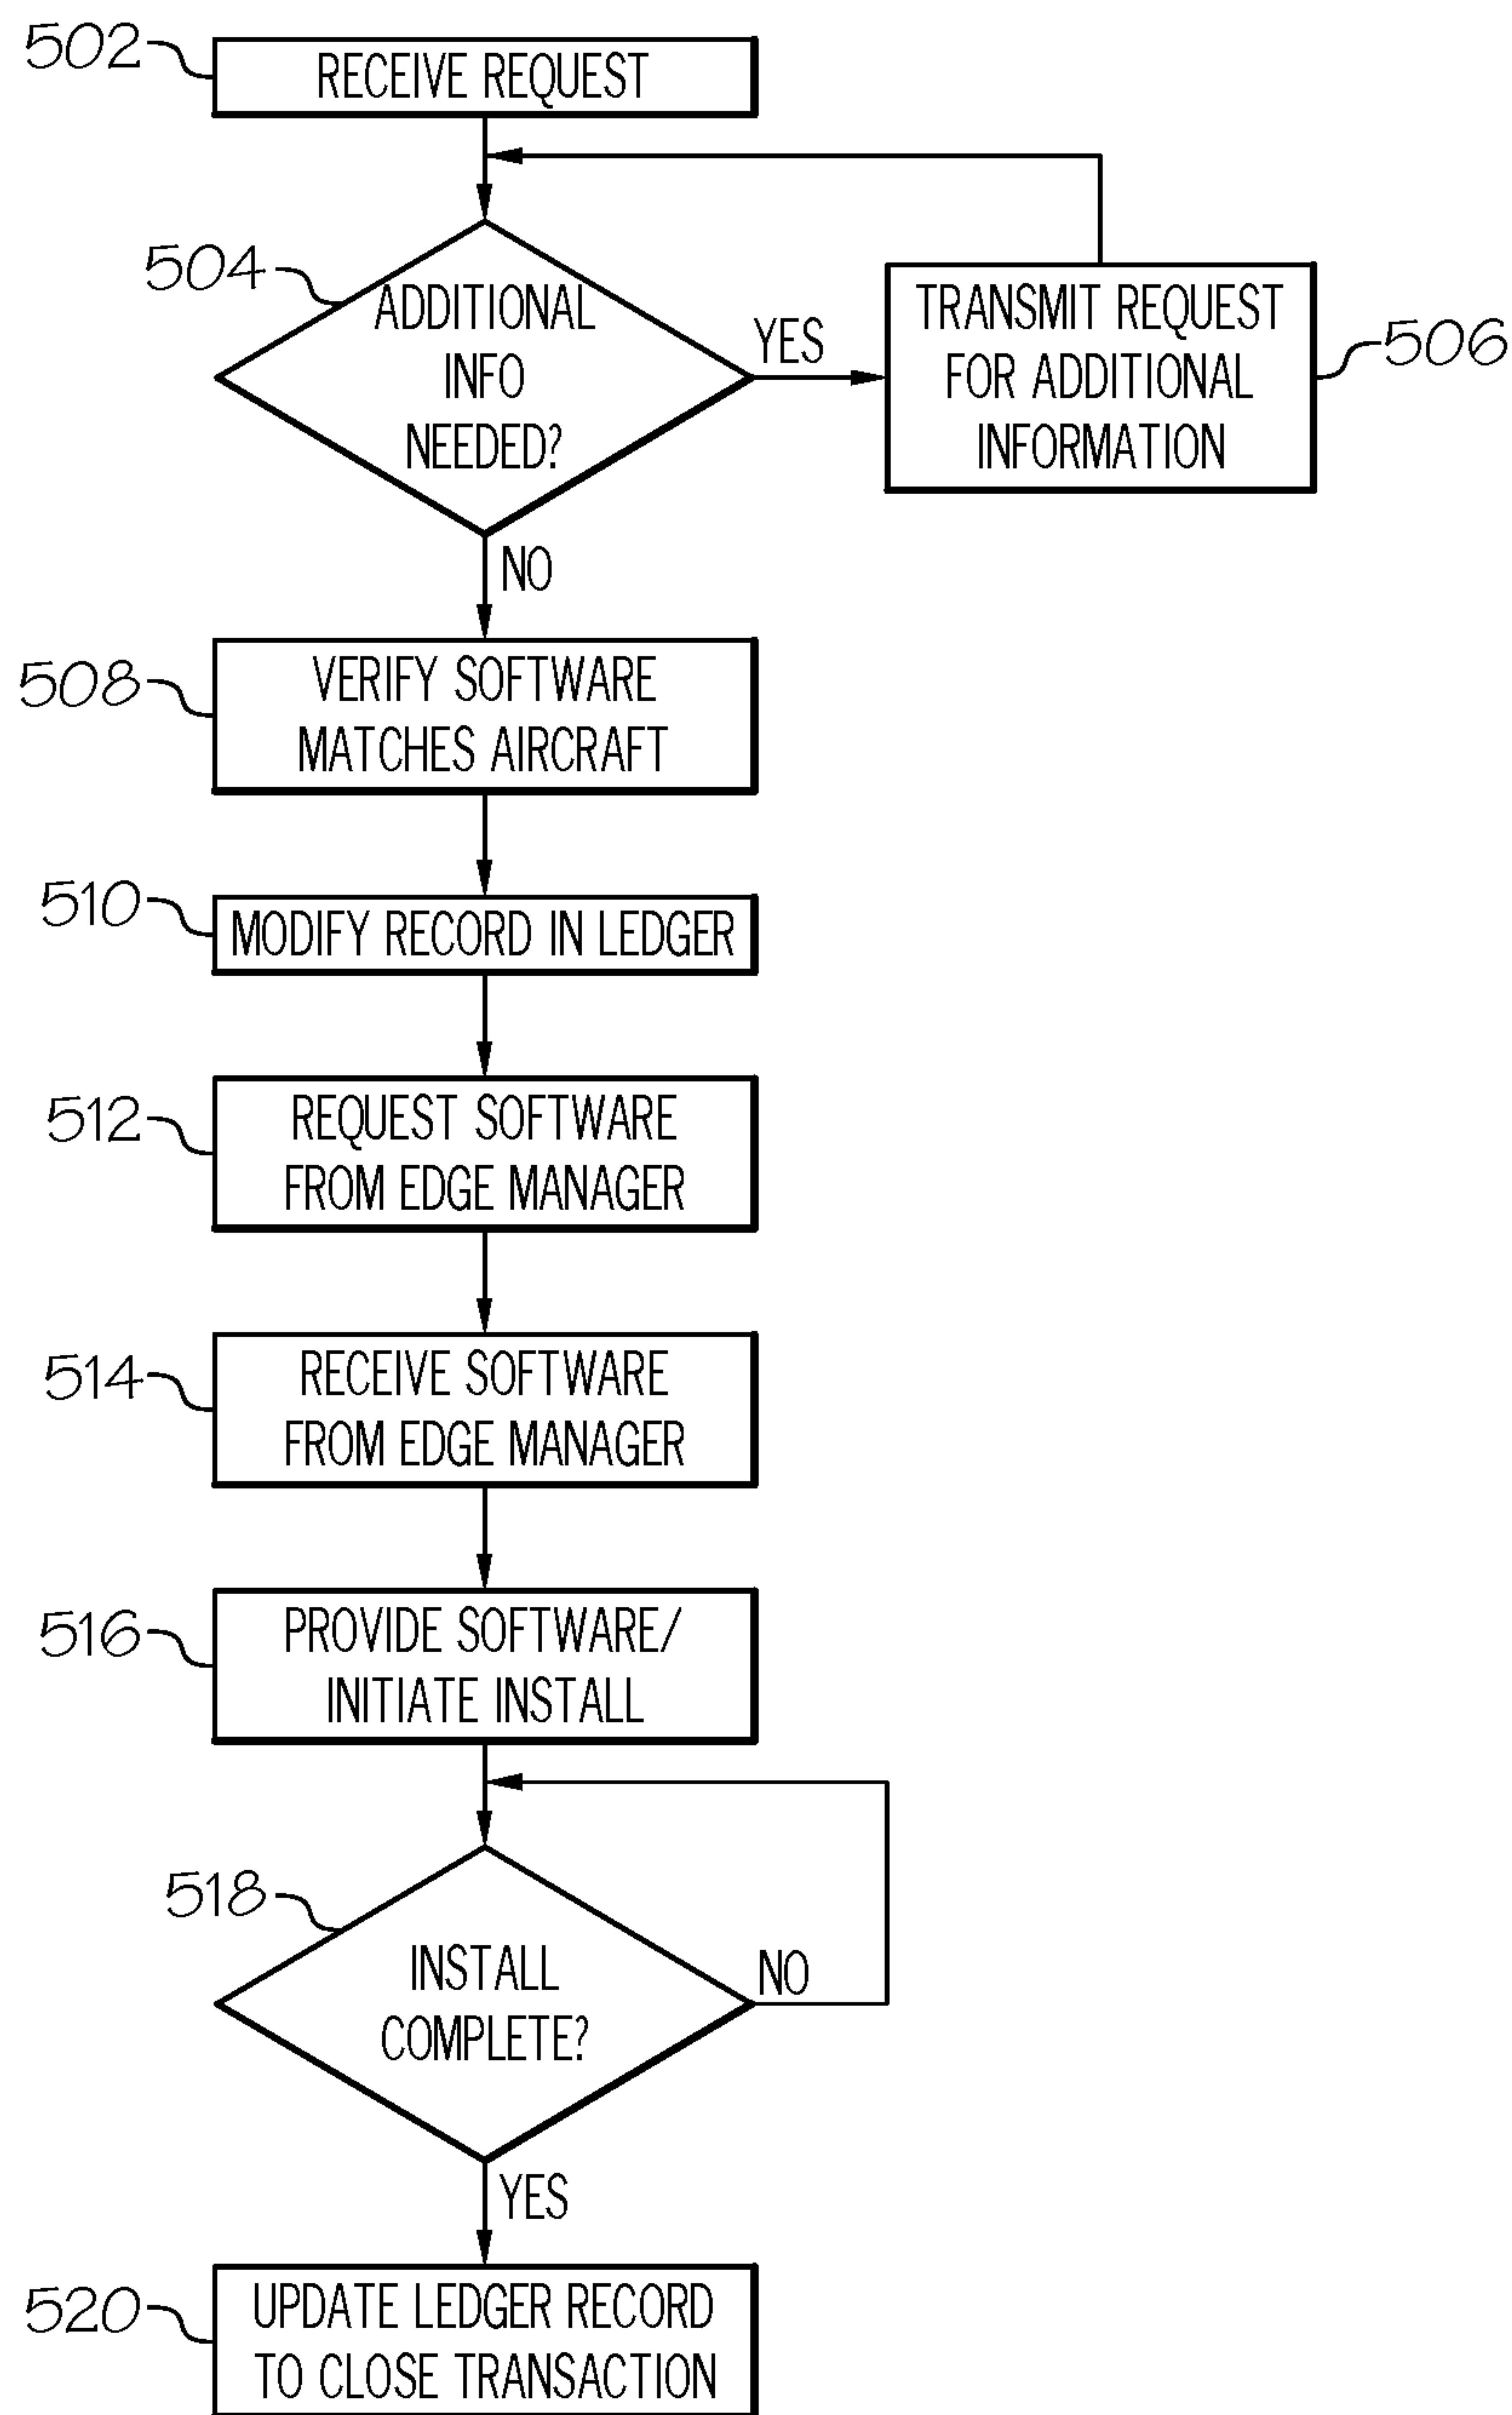 502
RECEIVE REQUEST
504
ADDITIONAL
INFO
NEEDED?
YES
TRANSMIT REQUEST
FOR ADDITIONAL
INFORMATION
506
NO
508
VERIFY SOFTWARE
MATCHES AIRCRAFT
510
MODIFY RECORD IN LEDGER
512
REQUEST SOFTWARE
FROM EDGE MANAGER
514
RECEIVE SOFTWARE
FROM EDGE MANAGER
516
PROVIDE SOFTWARE/
INITIATE INSTALL
518
INSTALL
COMPLETE?
NO
YES
520
UPDATE LEDGER RECORD
TO CLOSE TRANSACTION